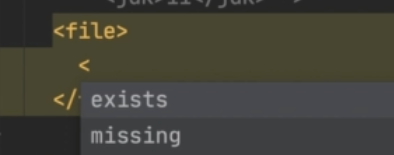 <file>
<
</
exists
missing